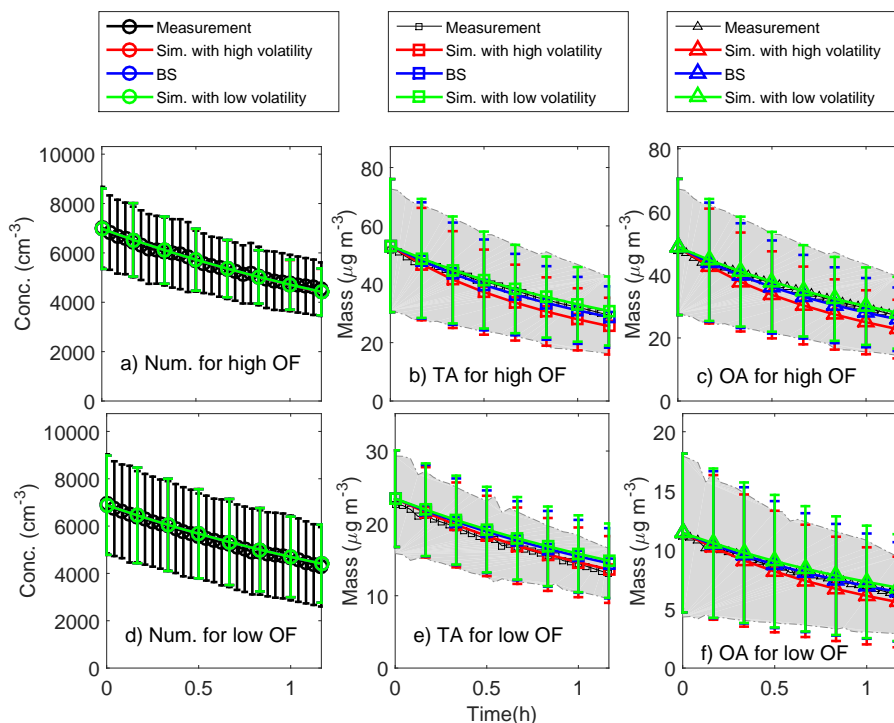 Measurement
Sim. with high volatility
BS
Sim. with low volatility
Measurement
Sim. with high volatility
BS
Sim. with low volatility
Measurement
Sim. with high volatility
BS
Sim. with low volatility
Conc. (cm⁻³)
10000
8000
6000
4000
2000
0
a) Num. for high OF
Mass (μg m⁻³)
80
60
40
20
0
b) TA for high OF
Mass (μg m⁻³)
80
60
40
20
0
c) OA for high OF
Conc. (cm⁻³)
10000
8000
6000
4000
2000
0
d) Num. for low OF
0 0.5 1
Mass (μg m⁻³)
30
20
10
0
e) TA for low OF
0 0.5 1
Time(h)
Mass (μg m⁻³)
20
15
10
5
0
f) OA for low OF
0 0.5 1